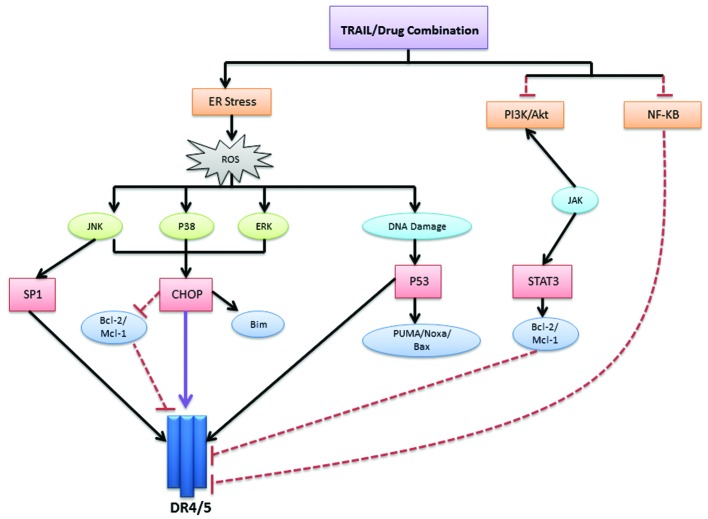 TRAIL/Drug Combination
ER Stress
PI3K/Akt
NF-KB
ROS
JNK
P38
ERK
DNA Damage
JAK
SP1
CHOP
P53
STAT3
Bcl-2/
Mcl-1
Bim
PUMA/Noxa/
Bax
Bcl-2/
Mcl-1
DR4/5